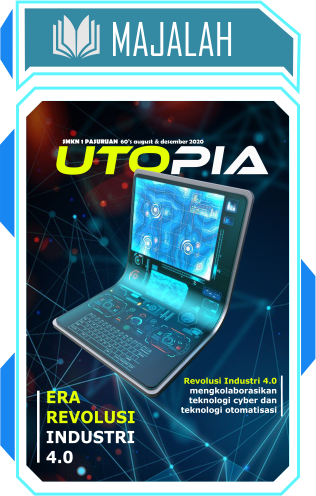 MAJALAH
SMKN 1 PASURUAN 60's august & desember 2020
UTOPIA
Revolusi Industri 4.0
mengkolaborasikan
teknologi cyber dan
teknologi otomatisasi
ERA
REVOLUSI
INDUSTRI
4.0